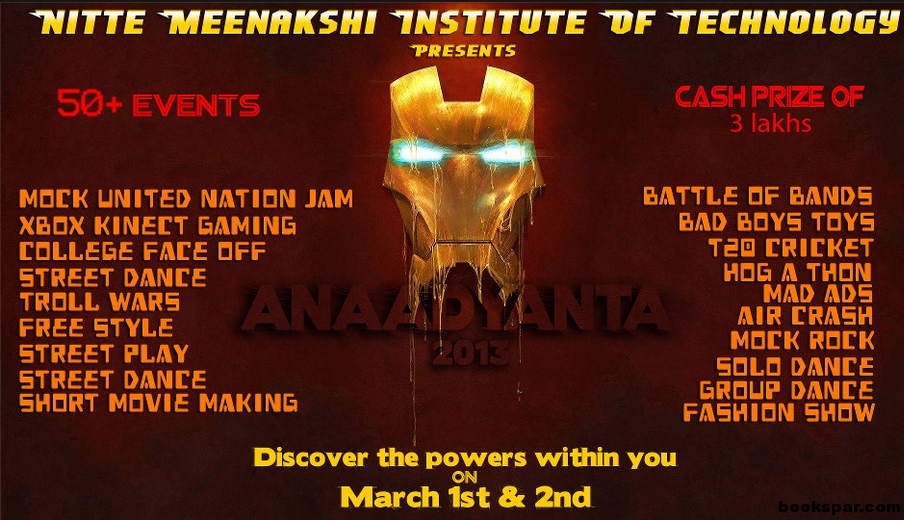 NITTE MEENAKSHI INSTITUTE OF TECHNOLOGY
PRESENTS
50+ EVENTS
CASH PRIZE OF
3 lakhs
MOCK UNITED NATION JAM
XBOX KINECT GAMING
COLLEGE FACE OFF
STREET DANCE
TROLL WARS
FREE STYLE
STREET PLAY
STREET DANCE
SHORT MOVIE MAKING
BATTLE OF BANDS
BAD BOYS TOYS
T20 CRICKET
HOG A THON
MAD ADS
AIR CRASH
MOCK ROCK
SOLO DANCE
GROUP DANCE
FASHION SHOW
ANAADYANTA
2013
Discover the powers within you
ON
March 1st & 2nd
bookspar.com